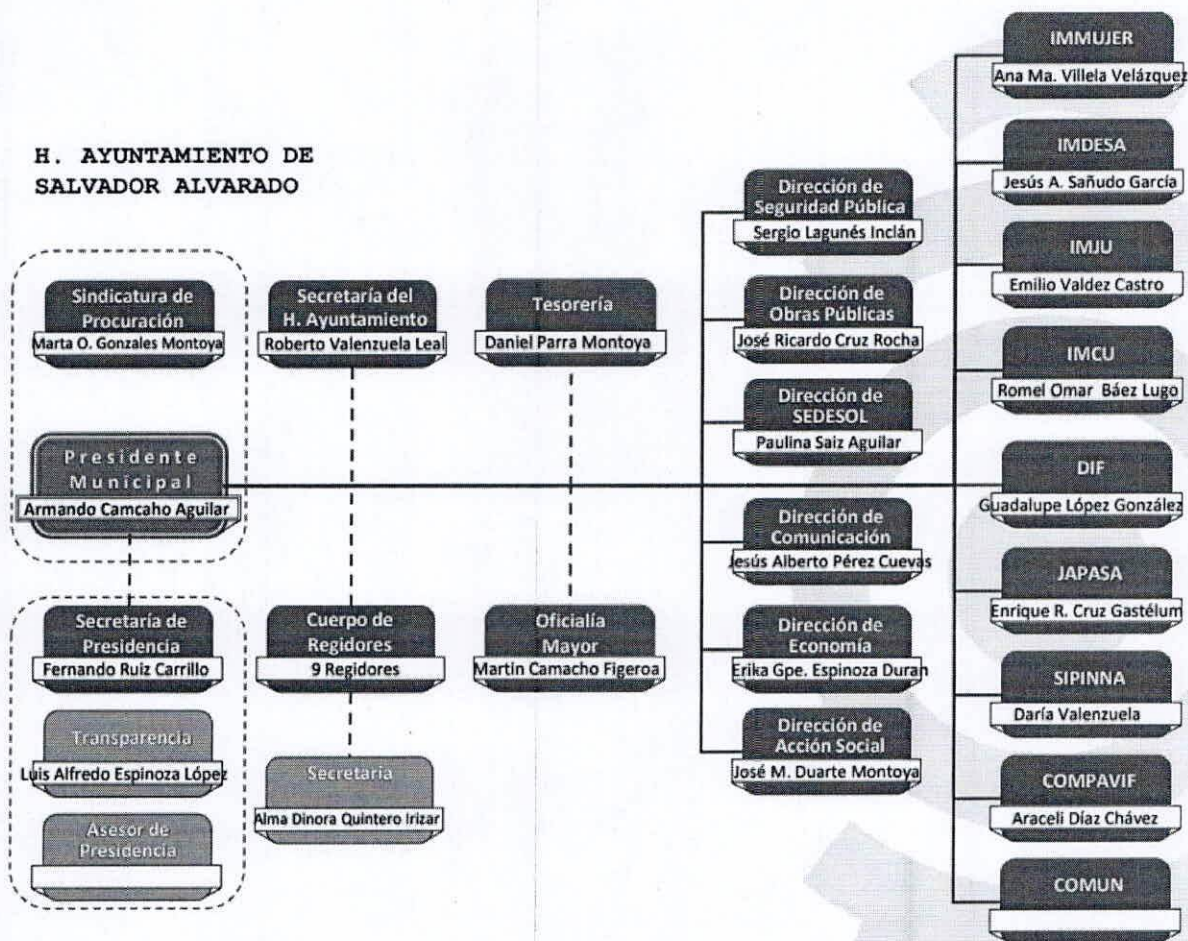 H. AYUNTAMIENTO DE
SALVADOR ALVARADO
Sindicatura de
Procuración
Marta O. Gonzales Montoya
Presidente
Municipal
Armando Camcaho Aguilar
Secretaría de
Presidencia
Fernando Ruiz Carrillo
Transparencia
Luis Alfredo Espinoza López
Asesor de
Presidencia
Secretaría del
H. Ayuntamiento
Roberto Valenzuela Leal
Cuerpo de
Regidores
9 Regidores
Secretaria
Alma Dinora Quintero Irizar
Tesorería
Daniel Parra Montoya
Oficialía
Mayor
Martin Camacho Figeroa
Dirección de
Seguridad Pública
Sergio Lagunés Inclán
Dirección de
Obras Públicas
José Ricardo Cruz Rocha
Dirección de
SEDESOL
Paulina Saiz Aguilar
Dirección de
Comunicación
Jesús Alberto Pérez Cuevas
Dirección de
Economía
Erika Gpe. Espinoza Duran
Dirección de
Acción Social
José M. Duarte Montoya
IMMUJER
Ana Ma. Villela Velázquez
IMDESA
Jesús A. Sañudo García
IMJU
Emilio Valdez Castro
IMCU
Romel Omar Báez Lugo
DIF
Guadalupe López González
JAPASA
Enrique R. Cruz Gastélum
SIPINNA
Daría Valenzuela
COMPAVIF
Araceli Díaz Chávez
COMUN